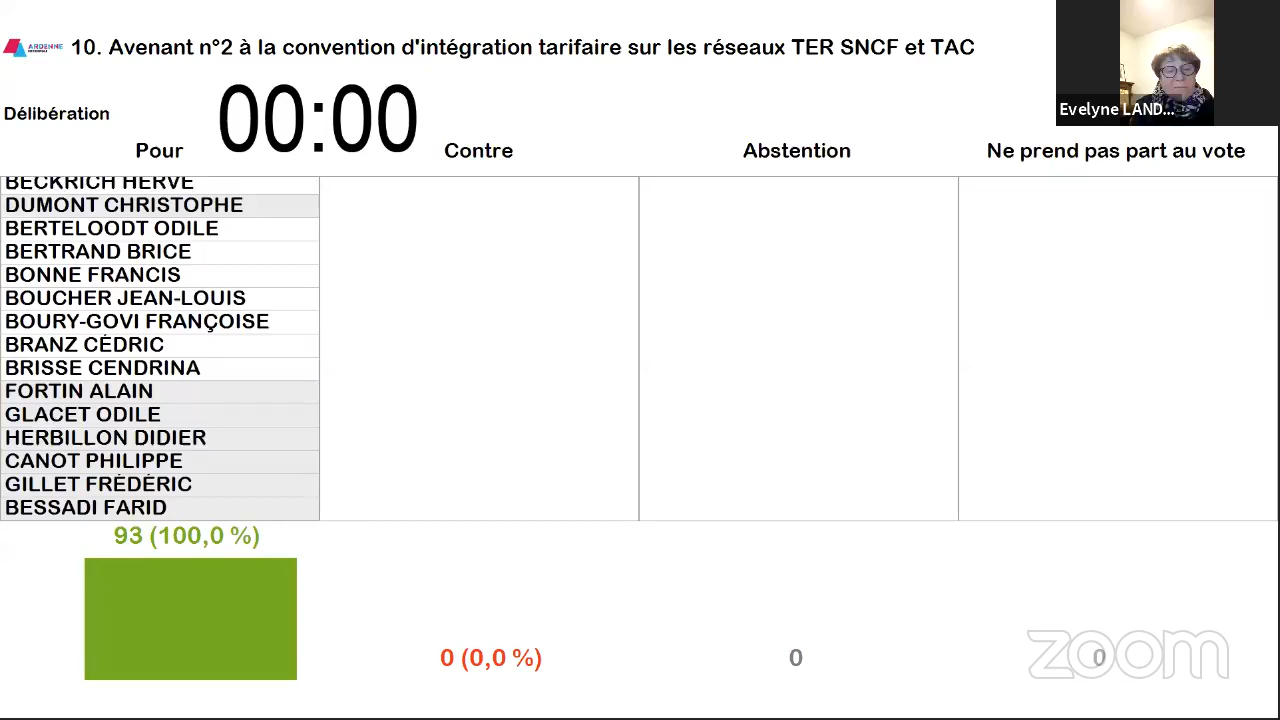 ARDENNE
10. Avenant n°2 à la convention d'intégration tarifaire sur les réseaux TER SNCF et TAC
Evelyne LAND...
Délibération
00:00
Pour
Contre
Abstention
Ne prend pas part au vote
BECKRICH HERVÉ
DUMONT CHRISTOPHE
BERTELOODT ODILE
BERTRAND BRICE
BONNE FRANCIS
BOUCHER JEAN-LOUIS
BOURY-GOVI FRANÇOISE
BRANZ CÉDRIC
BRISSE CENDRINA
FORTIN ALAIN
GLACET ODILE
HERBILLON DIDIER
CANOT PHILIPPE
GILLET FRÉDÉRIC
BESSADI FARID
93 (100,0 %)
0 (0,0 %)
0
0
zoom